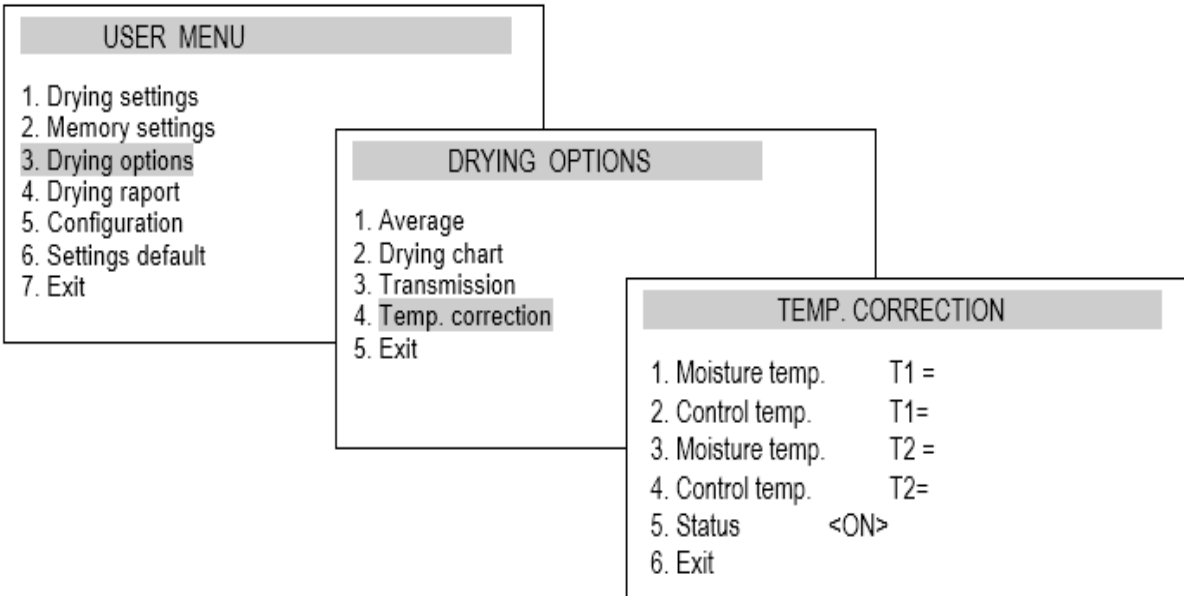 USER MENU
1. Drying settings
2. Memory settings
3. Drying options
4. Drying raport
5. Configuration
6. Settings default
7. Exit
DRYING OPTIONS
1. Average
2. Drying chart
3. Transmission
4. Temp. correction
5. Exit
TEMP. CORRECTION
1. Moisture temp. T1 =
2. Control temp. T1=
3. Moisture temp. T2 =
4. Control temp. T2=
5. Status <ON>
6. Exit